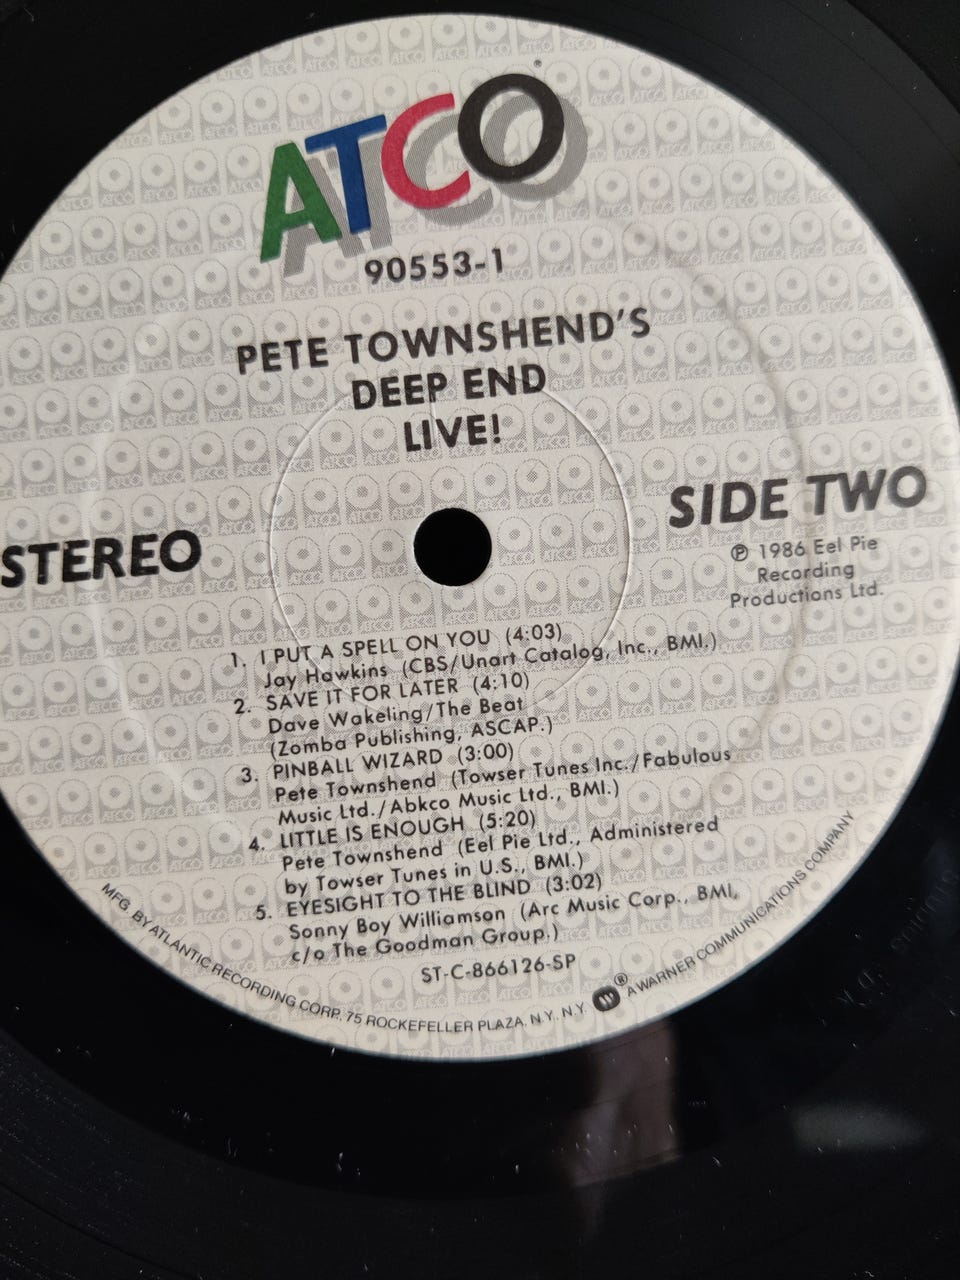 ATCO®
90553-1
PETE TOWNSHEND'S
DEEP END
LIVE!
STEREO
SIDE TWO
℗ 1986 Eel Pie
Recording
Productions Ltd.
1. I PUT A SPELL ON YOU (4:03)
Jay Hawkins (CBS/Unart Catalog, Inc., BMI.)
2. SAVE IT FOR LATER (4:10)
Dave Wakeling/The Beat
(Zomba Publishing, ASCAP.)
3. PINBALL WIZARD (3:00)
Pete Townshend (Towser Tunes Inc./Fabulous
Music Ltd./Abkco Music Ltd., BMI.)
4. LITTLE IS ENOUGH (5:20)
Pete Townshend (Eel Pie Ltd., Administered
by Towser Tunes in U.S., BMI.)
5. EYESIGHT TO THE BLIND (3:02)
Sonny Boy Williamson (Arc Music Corp., BMI,
c/o The Goodman Group.)
ST-C-866126-SP
MFG. BY ATLANTIC RECORDING CORP. 75 ROCKEFELLER PLAZA. N.Y. N.Y. ® A WARNER COMMUNICATIONS COMPANY